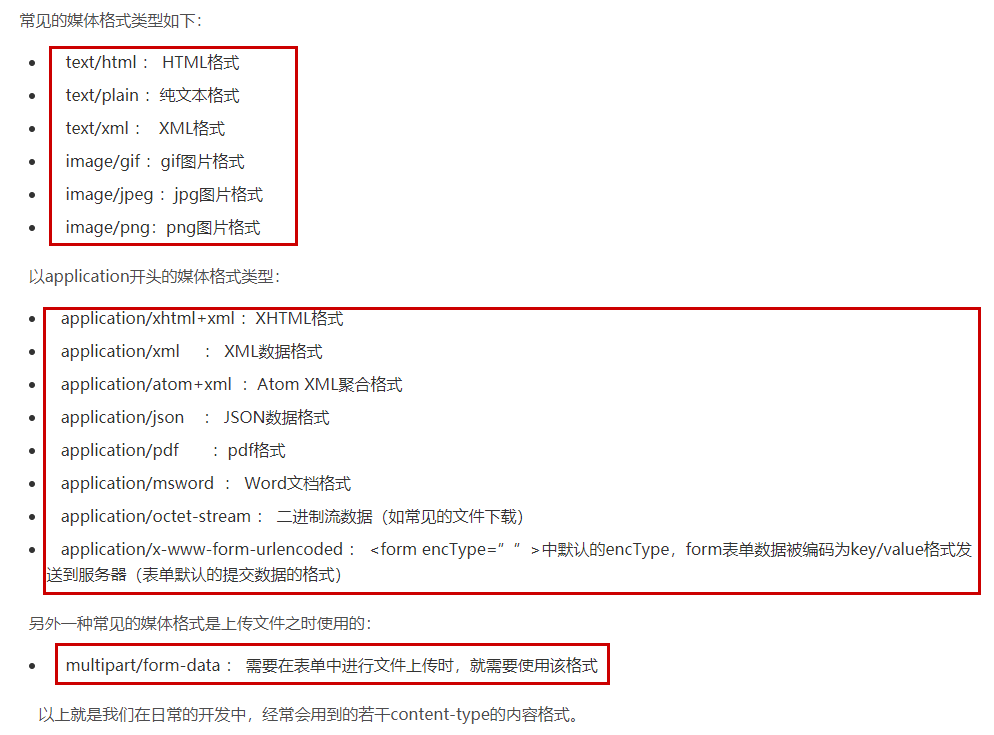 常见的媒体格式类型如下：
text/html ： HTML格式
text/plain ：纯文本格式
text/xml ： XML格式
image/gif ：gif图片格式
image/jpeg ：jpg图片格式
image/png：png图片格式
以application开头的媒体格式类型：
application/xhtml+xml ：XHTML格式
application/xml ： XML数据格式
application/atom+xml ：Atom XML聚合格式
application/json ： JSON数据格式
application/pdf ：pdf格式
application/msword ： Word文档格式
application/octet-stream ： 二进制流数据（如常见的文件下载）
application/x-www-form-urlencoded ： <form encType=” “ >中默认的encType，form表单数据被编码为key/value格式发
送到服务器（表单默认的提交数据的格式）
另外一种常见的媒体格式是上传文件之时使用的：
multipart/form-data ： 需要在表单中进行文件上传时，就需要使用该格式
以上就是我们在日常的开发中，经常会用到的若干content-type的内容格式。